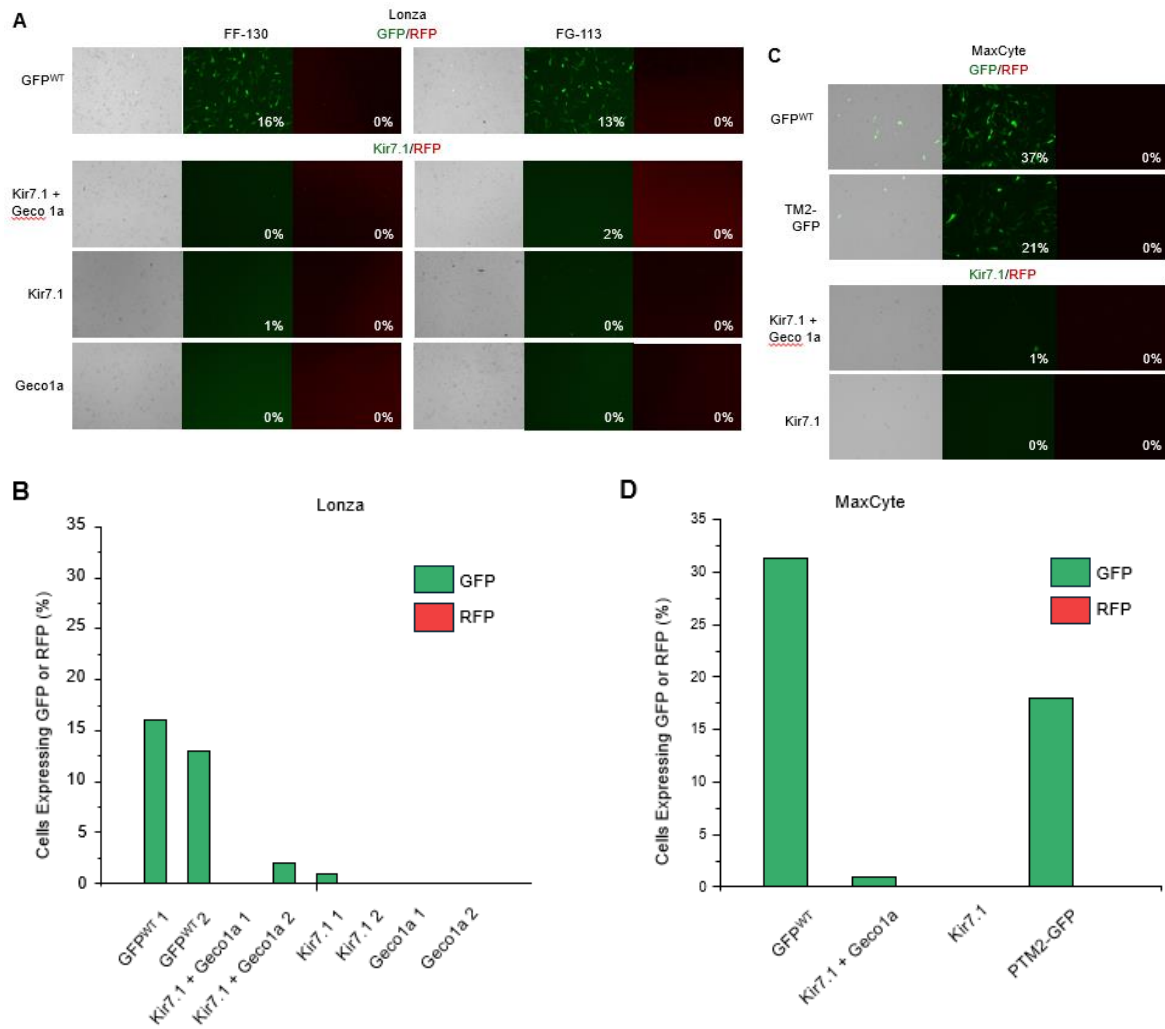 A
Lonza
FF-130 GFP/RFP FG-113
GFPWT
16% 0% 13% 0%
Kir7.1/RFP
Kir7.1 +
Geco 1a
0% 0% 2% 0%
Kir7.1
1% 0% 0% 0%
Geco1a
0% 0% 0% 0%
C
MaxCyte
GFP/RFP
GFPWT
37% 0%
TM2-
GFP
21% 0%
Kir7.1/RFP
Kir7.1 +
Geco 1a
1% 0%
Kir7.1
0% 0%
B
Lonza
Cells Expressing GFP or RFP (%)
35
30
25
20
15
10
5
0
GFP
RFP
GFPWT 1
GFPWT 2
Kir7.1 + Geco1a 1
Kir7.1 + Geco1a 2
Kir7.1 1
Kir7.1 2
Geco1a 1
Geco1a 2
D
MaxCyte
Cells Expressing GFP or RFP (%)
35
30
25
20
15
10
5
0
GFP
RFP
GFPWT
Kir7.1 + Geco1a
Kir7.1
PTM2-GFP